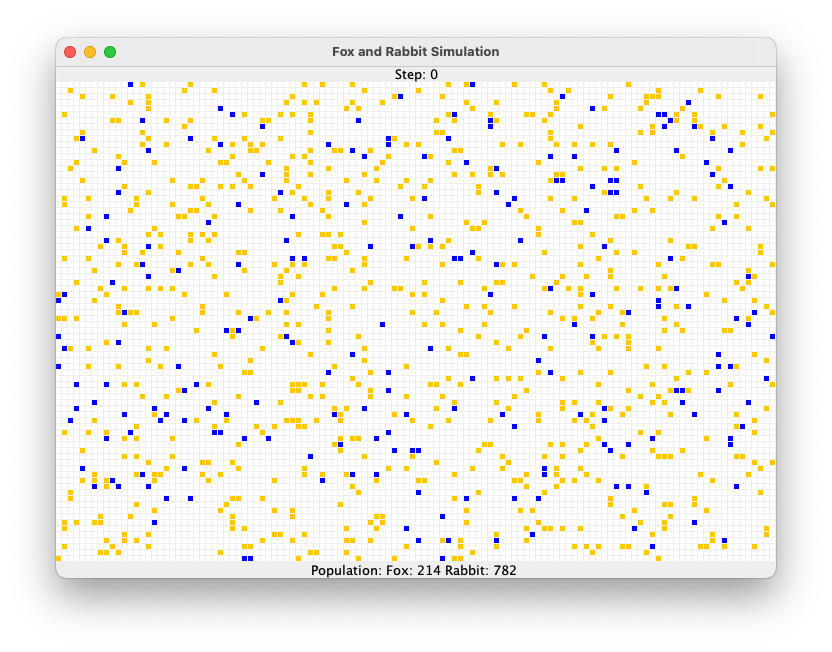 Fox and Rabbit Simulation
Step: 0
Population: Fox: 214 Rabbit: 782